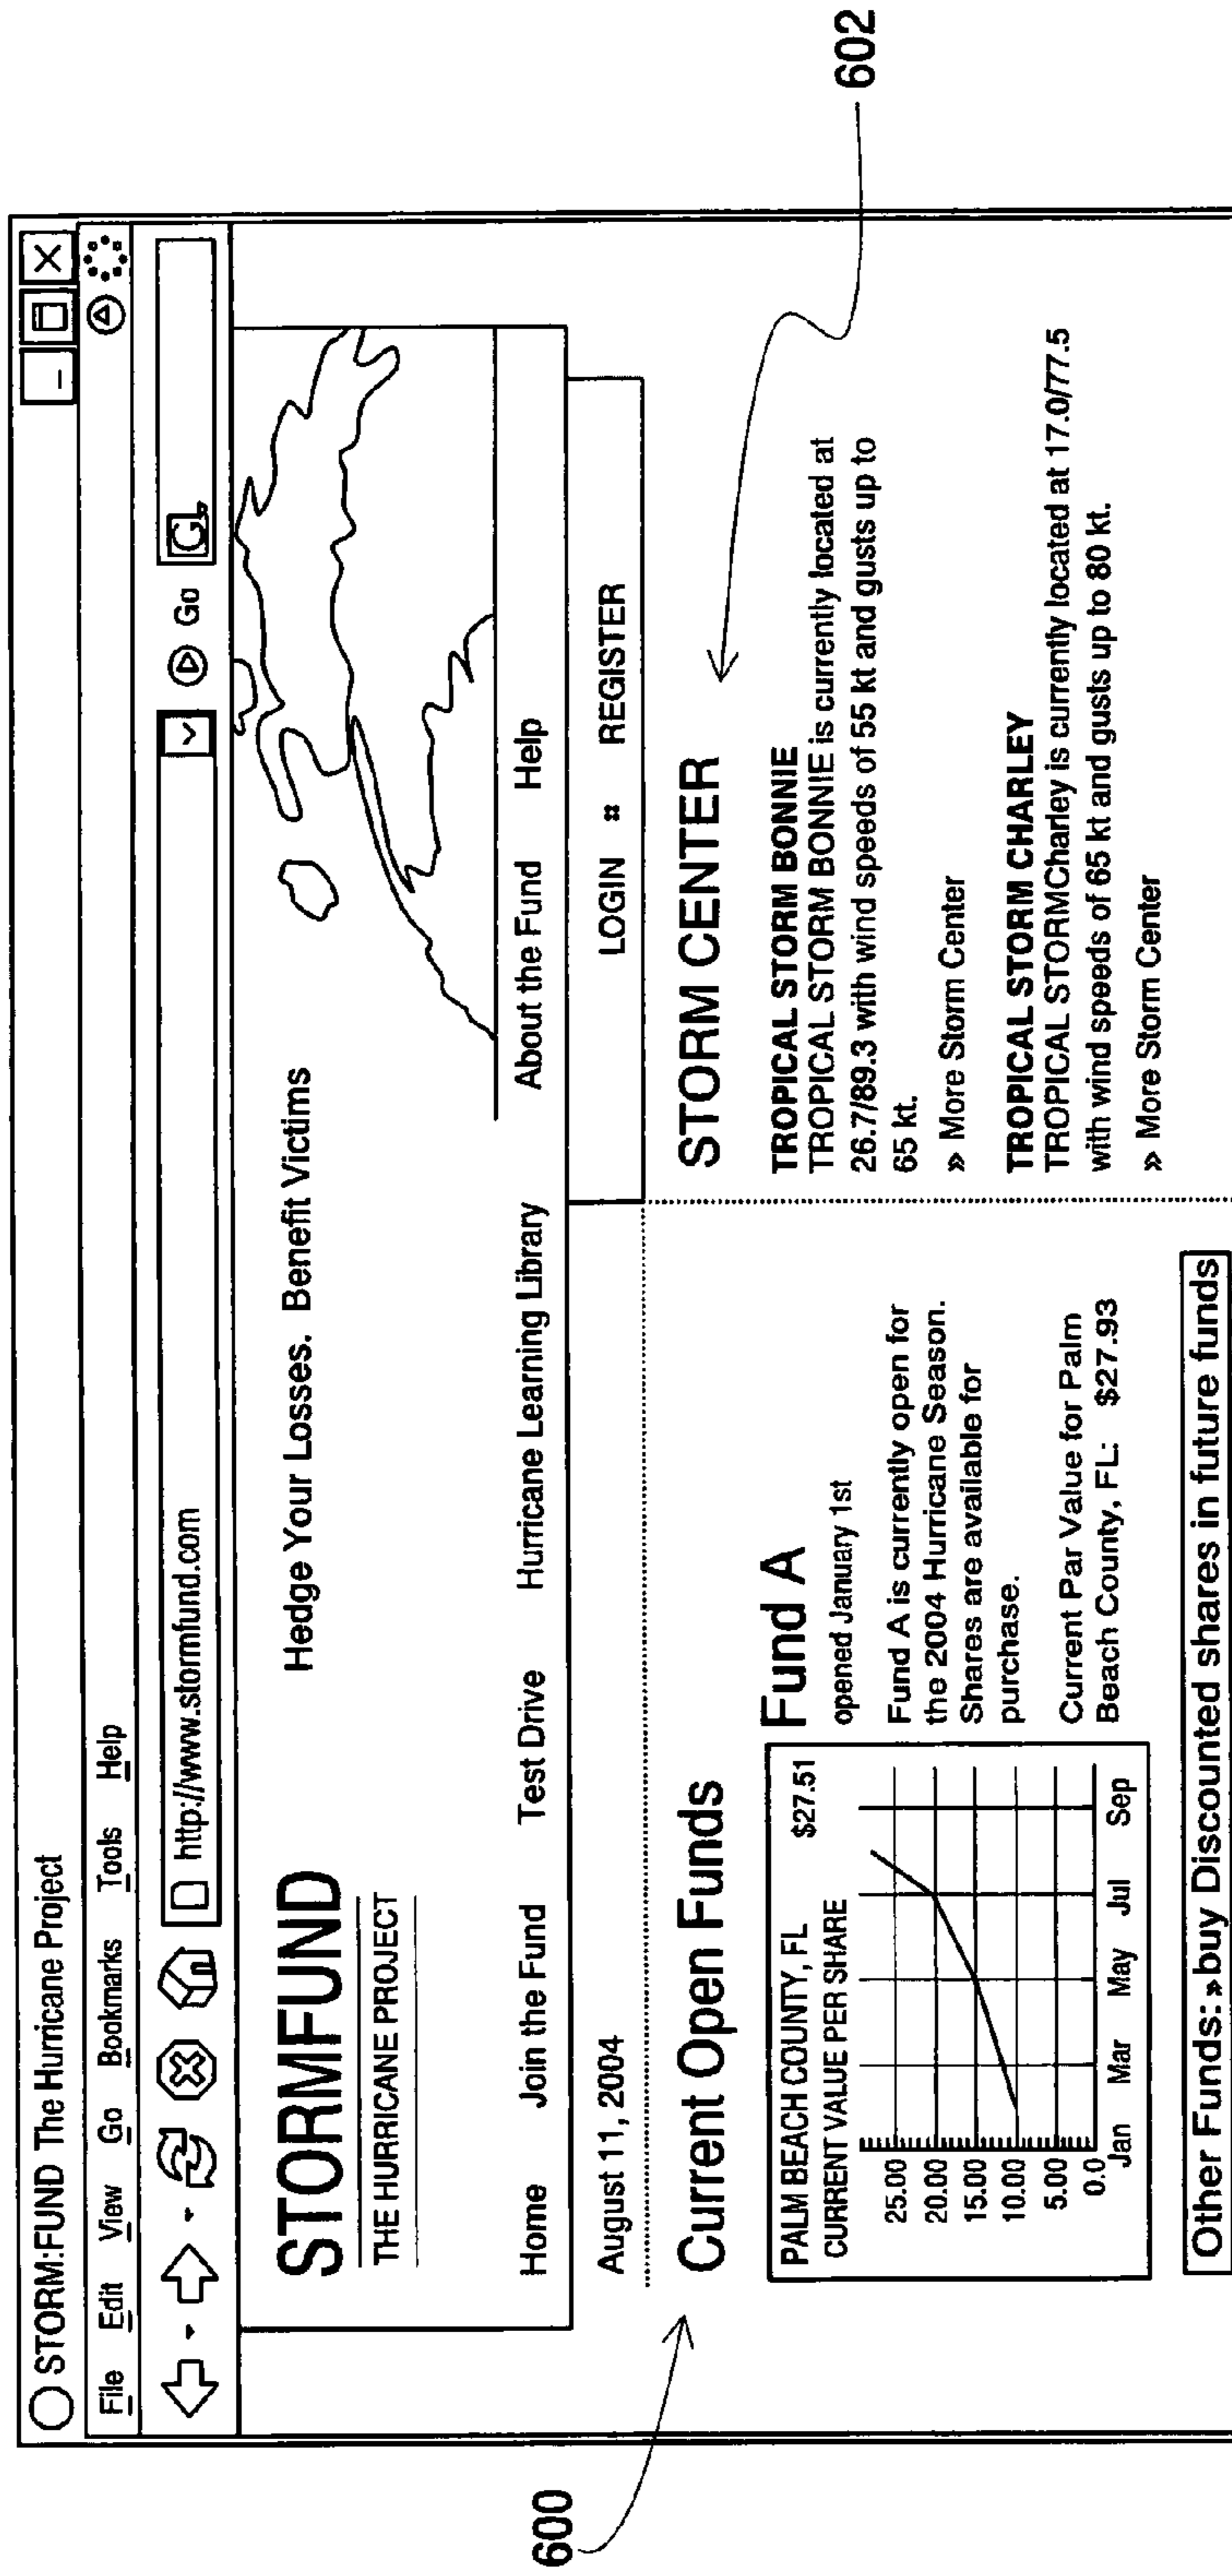 STORM:FUND The Hurricane Project
File Edit View Go Bookmarks Tools Help
http://www.stormfund.com Go G
STORMFUND
THE HURRICANE PROJECT
Hedge Your Losses. Benefit Victims
Home Join the Fund Test Drive Hurricane Learning Library About the Fund Help
August 11, 2004
LOGIN :: REGISTER
600
Current Open Funds
PALM BEACH COUNTY, FL $27.51
CURRENT VALUE PER SHARE
25.00
20.00
15.00
10.00
5.00
0.0
Jan Mar May Jul Sep
Fund A
opened January 1st
Fund A is currently open for
the 2004 Hurricane Season.
Shares are available for
purchase.
Current Par Value for Palm
Beach County, FL: $27.93
Other Funds: » buy Discounted shares in future funds
602
STORM CENTER
TROPICAL STORM BONNIE
TROPICAL STORM BONNIE is currently located at
26.7/89.3 with wind speeds of 55 kt and gusts up to
65 kt.
» More Storm Center
TROPICAL STORM CHARLEY
TROPICAL STORMCharley is currently located at 17.0/77.5
with wind speeds of 65 kt and gusts up to 80 kt.
» More Storm Center